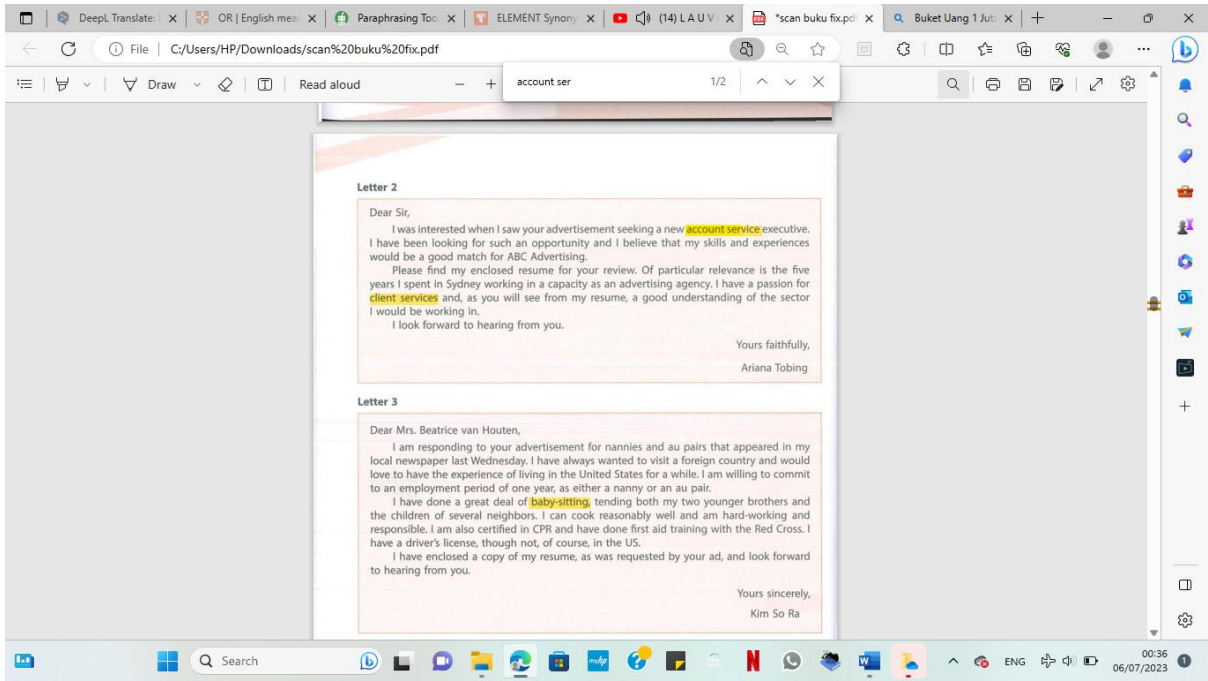 DeepL Translate: I
OR | English mea
Paraphrasing Too
ELEMENT Synony
(14) L A U V
*scan buku fix.pd
Buket Uang 1 Jut
File
C:/Users/HP/Downloads/scan%20buku%20fix.pdf
Draw
Read aloud
account ser
1/2
Letter 2
Dear Sir,
I was interested when I saw your advertisement seeking a new account service executive.
I have been looking for such an opportunity and I believe that my skills and experiences
would be a good match for ABC Advertising.
Please find my enclosed resume for your review. Of particular relevance is the five
years I spent in Sydney working in a capacity as an advertising agency. I have a passion for
client services and, as you will see from my resume, a good understanding of the sector
I would be working in.
I look forward to hearing from you.
Yours faithfully,
Ariana Tobing
Letter 3
Dear Mrs. Beatrice van Houten,
I am responding to your advertisement for nannies and au pairs that appeared in my
local newspaper last Wednesday. I have always wanted to visit a foreign country and would
love to have the experience of living in the United States for a while. I am willing to commit
to an employment period of one year, as either a nanny or an au pair.
I have done a great deal of baby-sitting, tending both my two younger brothers and
the children of several neighbors. I can cook reasonably well and am hard-working and
responsible. I am also certified in CPR and have done first aid training with the Red Cross. I
have a driver's license, though not, of course, in the US.
I have enclosed a copy of my resume, as was requested by your ad, and look forward
to hearing from you.
Yours sincerely,
Kim So Ra
Search
ENG
00:36
06/07/2023
1